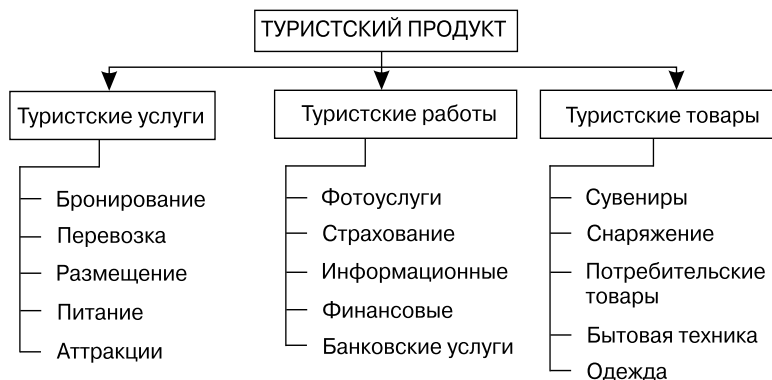 ТУРИСТСКИЙ ПРОДУКТ
Туристские услуги
Бронирование
Перевозка
Размещение
Питание
Аттракции
Туристские работы
Фотоуслуги
Страхование
Информационные
Финансовые
Банковские услуги
Туристские товары
Сувениры
Снаряжение
Потребительские
товары
Бытовая техника
Одежда